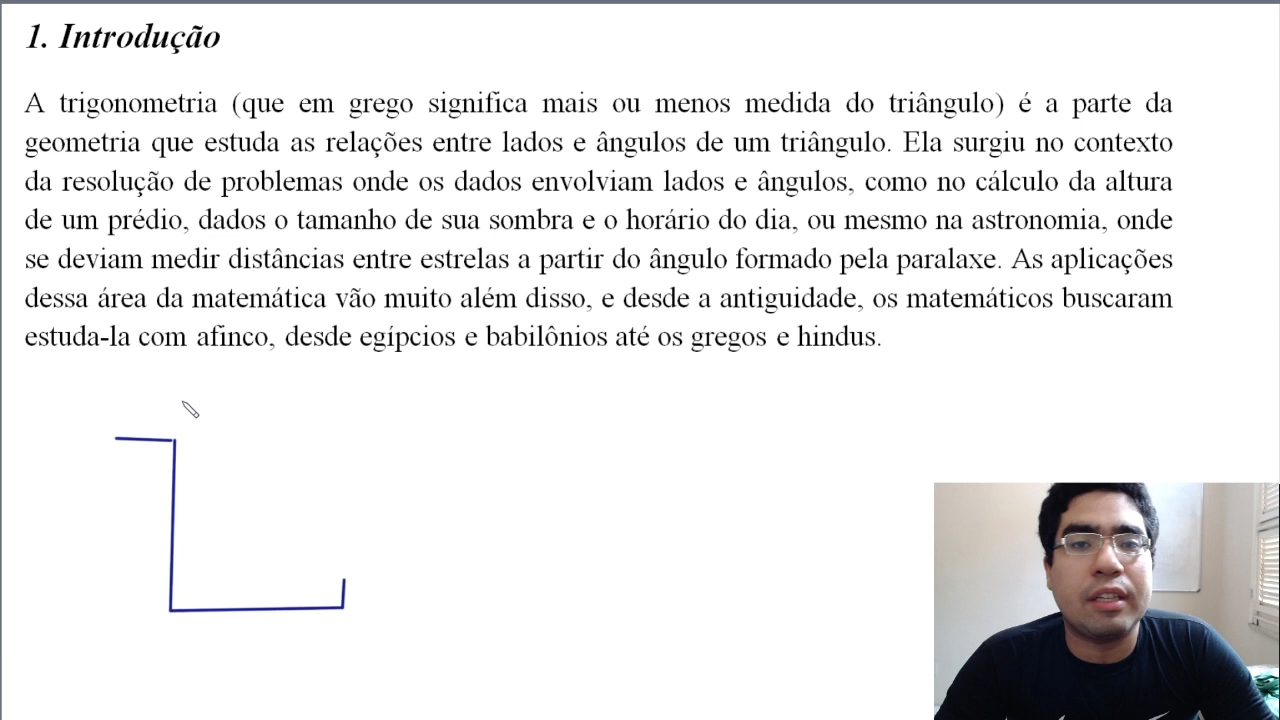 1. Introdução
A trigonometria (que em grego significa mais ou menos medida do triângulo) é a parte da
geometria que estuda as relações entre lados e ângulos de um triângulo. Ela surgiu no contexto
da resolução de problemas onde os dados envolviam lados e ângulos, como no cálculo da altura
de um prédio, dados o tamanho de sua sombra e o horário do dia, ou mesmo na astronomia, onde
se deviam medir distâncias entre estrelas a partir do ângulo formado pela paralaxe. As aplicações
dessa área da matemática vão muito além disso, e desde a antiguidade, os matemáticos buscaram
estuda-la com afinco, desde egípcios e babilônios até os gregos e hindus.